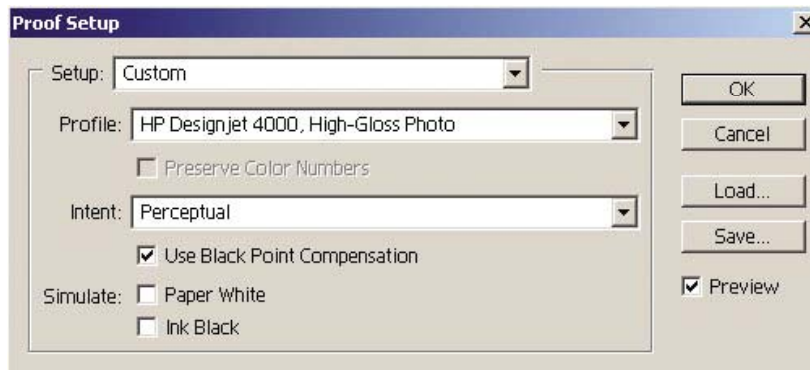 Proof Setup
Setup: Custom
OK
Profile: HP Designjet 4000, High-Gloss Photo
Cancel
Preserve Color Numbers
Load...
Intent: Perceptual
Save...
Use Black Point Compensation
Preview
Simulate: Paper White
Ink Black